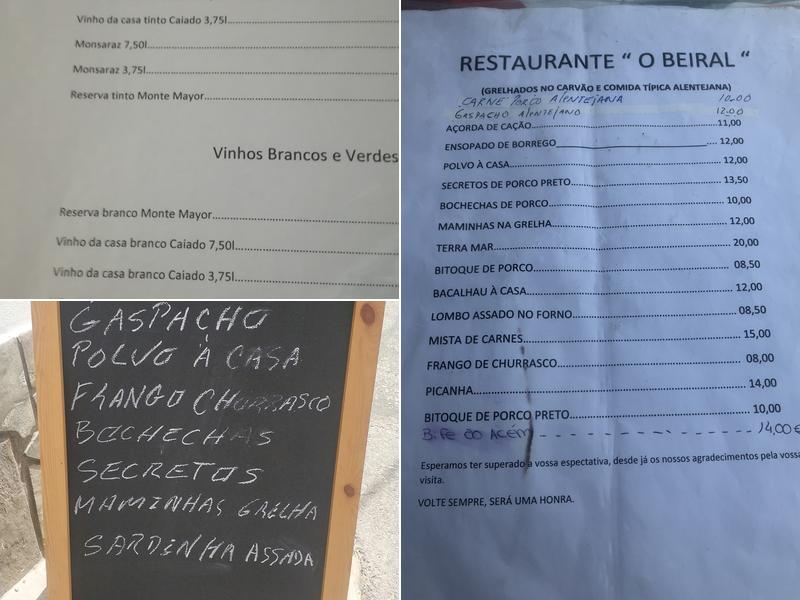 Vinho da casa tinto Caiado 3,75l
Monsaraz 7,50l
Monsaraz 3,75l
Reserva tinto Monte Mayor
Vinhos Brancos e Verdes
Reserva branco Monte Mayor
Vinho da casa branco Caiado 7,50l
Vinho da casa branco Caiado 3,75l
GASPACHO
POLVO À CASA
FRANGO CHURRASCO
BOCHECHAS
SECRETOS
MAMINHAS GRELHA
SARDINHA ASSADA
RESTAURANTE " O BEIRAL "
(GRELHADOS NO CARVÃO E COMIDA TÍPICA ALENTEJANA)
CARNE PORCO ALENTEJANA 10.00
GASPACHO ALENTEJANO 12.00
AÇORDA DE CAÇÃO 11,00
ENSOPADO DE BORREGO 12,00
POLVO À CASA 12,00
SECRETOS DE PORCO PRETO 13,50
BOCHECHAS DE PORCO 10,00
MAMINHAS NA GRELHA 12,00
TERRA MAR 20,00
BITOQUE DE PORCO 08,50
BACALHAU À CASA 12,00
LOMBO ASSADO NO FORNO 08,50
MISTA DE CARNES 15,00
FRANGO DE CHURRASCO 08,00
PICANHA 14,00
BITOQUE DE PORCO PRETO 10,00
Bife do ACÉM 14,00€
Esperamos ter superado a vossa espectativa, desde já os nossos agradecimentos pela vossa
visita.
VOLTE SEMPRE, SERÁ UMA HONRA.